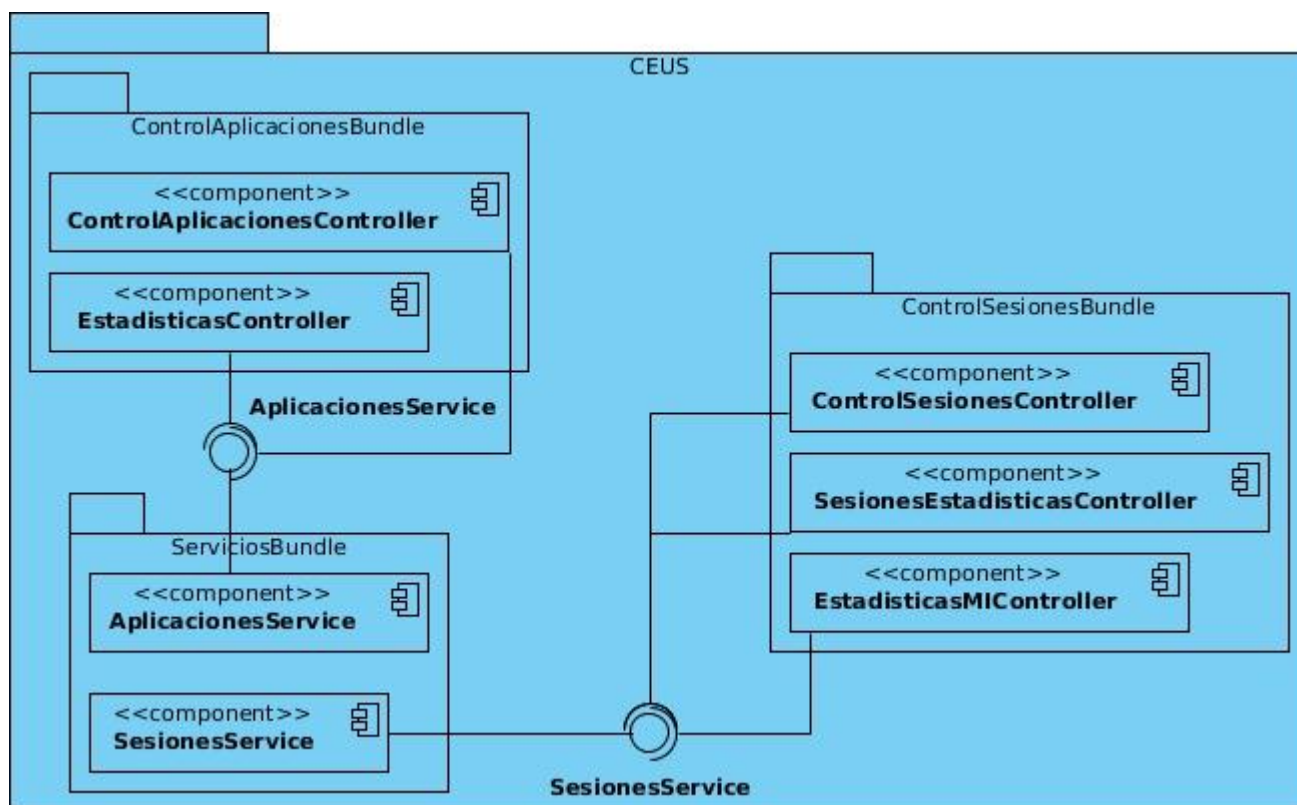 CEUS
ControlAplicacionesBundle
<<component>>
ControlAplicacionesController
<<component>>
EstadisticasController
AplicacionesService
ServiciosBundle
<<component>>
AplicacionesService
<<component>>
SesionesService
SesionesService
ControlSesionesBundle
<<component>>
ControlSesionesController
<<component>>
SesionesEstadisticasController
<<component>>
EstadisticasMIController